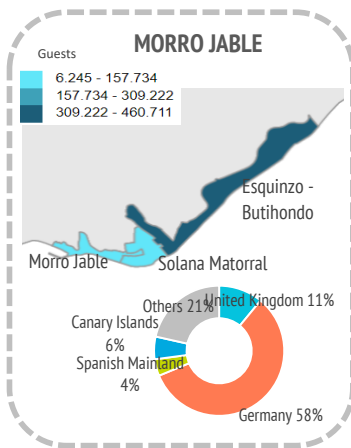 MORRO JABLE
Guests
6.245 - 157.734
157.734 - 309.222
309.222 - 460.711
Esquinzo -
Butihondo
Morro Jable
Solana Matorral
Others 21%
United Kingdom 11%
Canary Islands
6%
Spanish Mainland
4%
Germany 58%